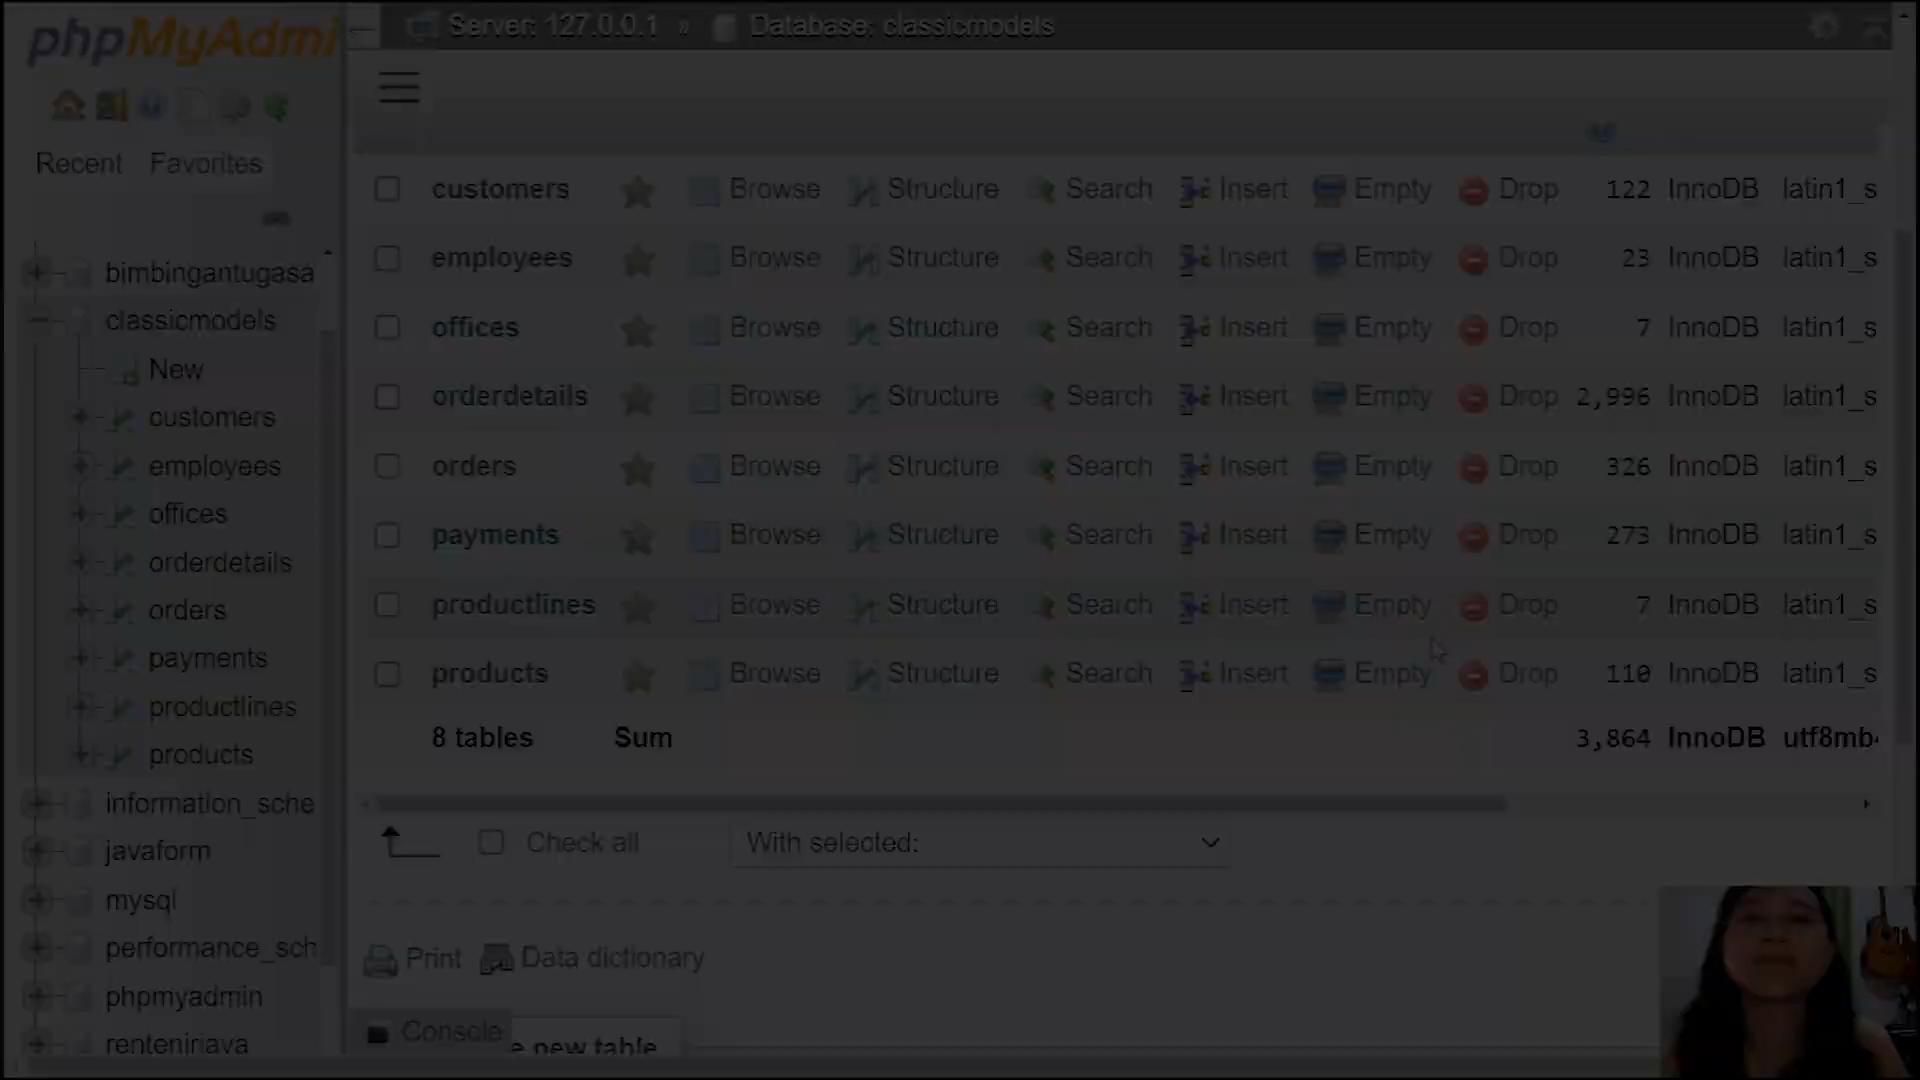 phpMyAdmi
Server: 127.0.0.1 » Database: classicmodels
Recent Favorites
bimbingantugasa
classicmodels
New
customers
employees
offices
orderdetails
orders
payments
productlines
products
information_sche
javaform
mysql
performance_sch
phpmyadmin
rentenirjava
customers Browse Structure Search Insert Empty Drop 122 InnoDB latin1_s
employees Browse Structure Search Insert Empty Drop 23 InnoDB latin1_s
offices Browse Structure Search Insert Empty Drop 7 InnoDB latin1_s
orderdetails Browse Structure Search Insert Empty Drop 2,996 InnoDB latin1_s
orders Browse Structure Search Insert Empty Drop 326 InnoDB latin1_s
payments Browse Structure Search Insert Empty Drop 273 InnoDB latin1_s
productlines Browse Structure Search Insert Empty Drop 7 InnoDB latin1_s
products Browse Structure Search Insert Empty Drop 110 InnoDB latin1_s
8 tables Sum 3,864 InnoDB utf8mb4
Check all With selected:
Print Data dictionary
Console
e new table